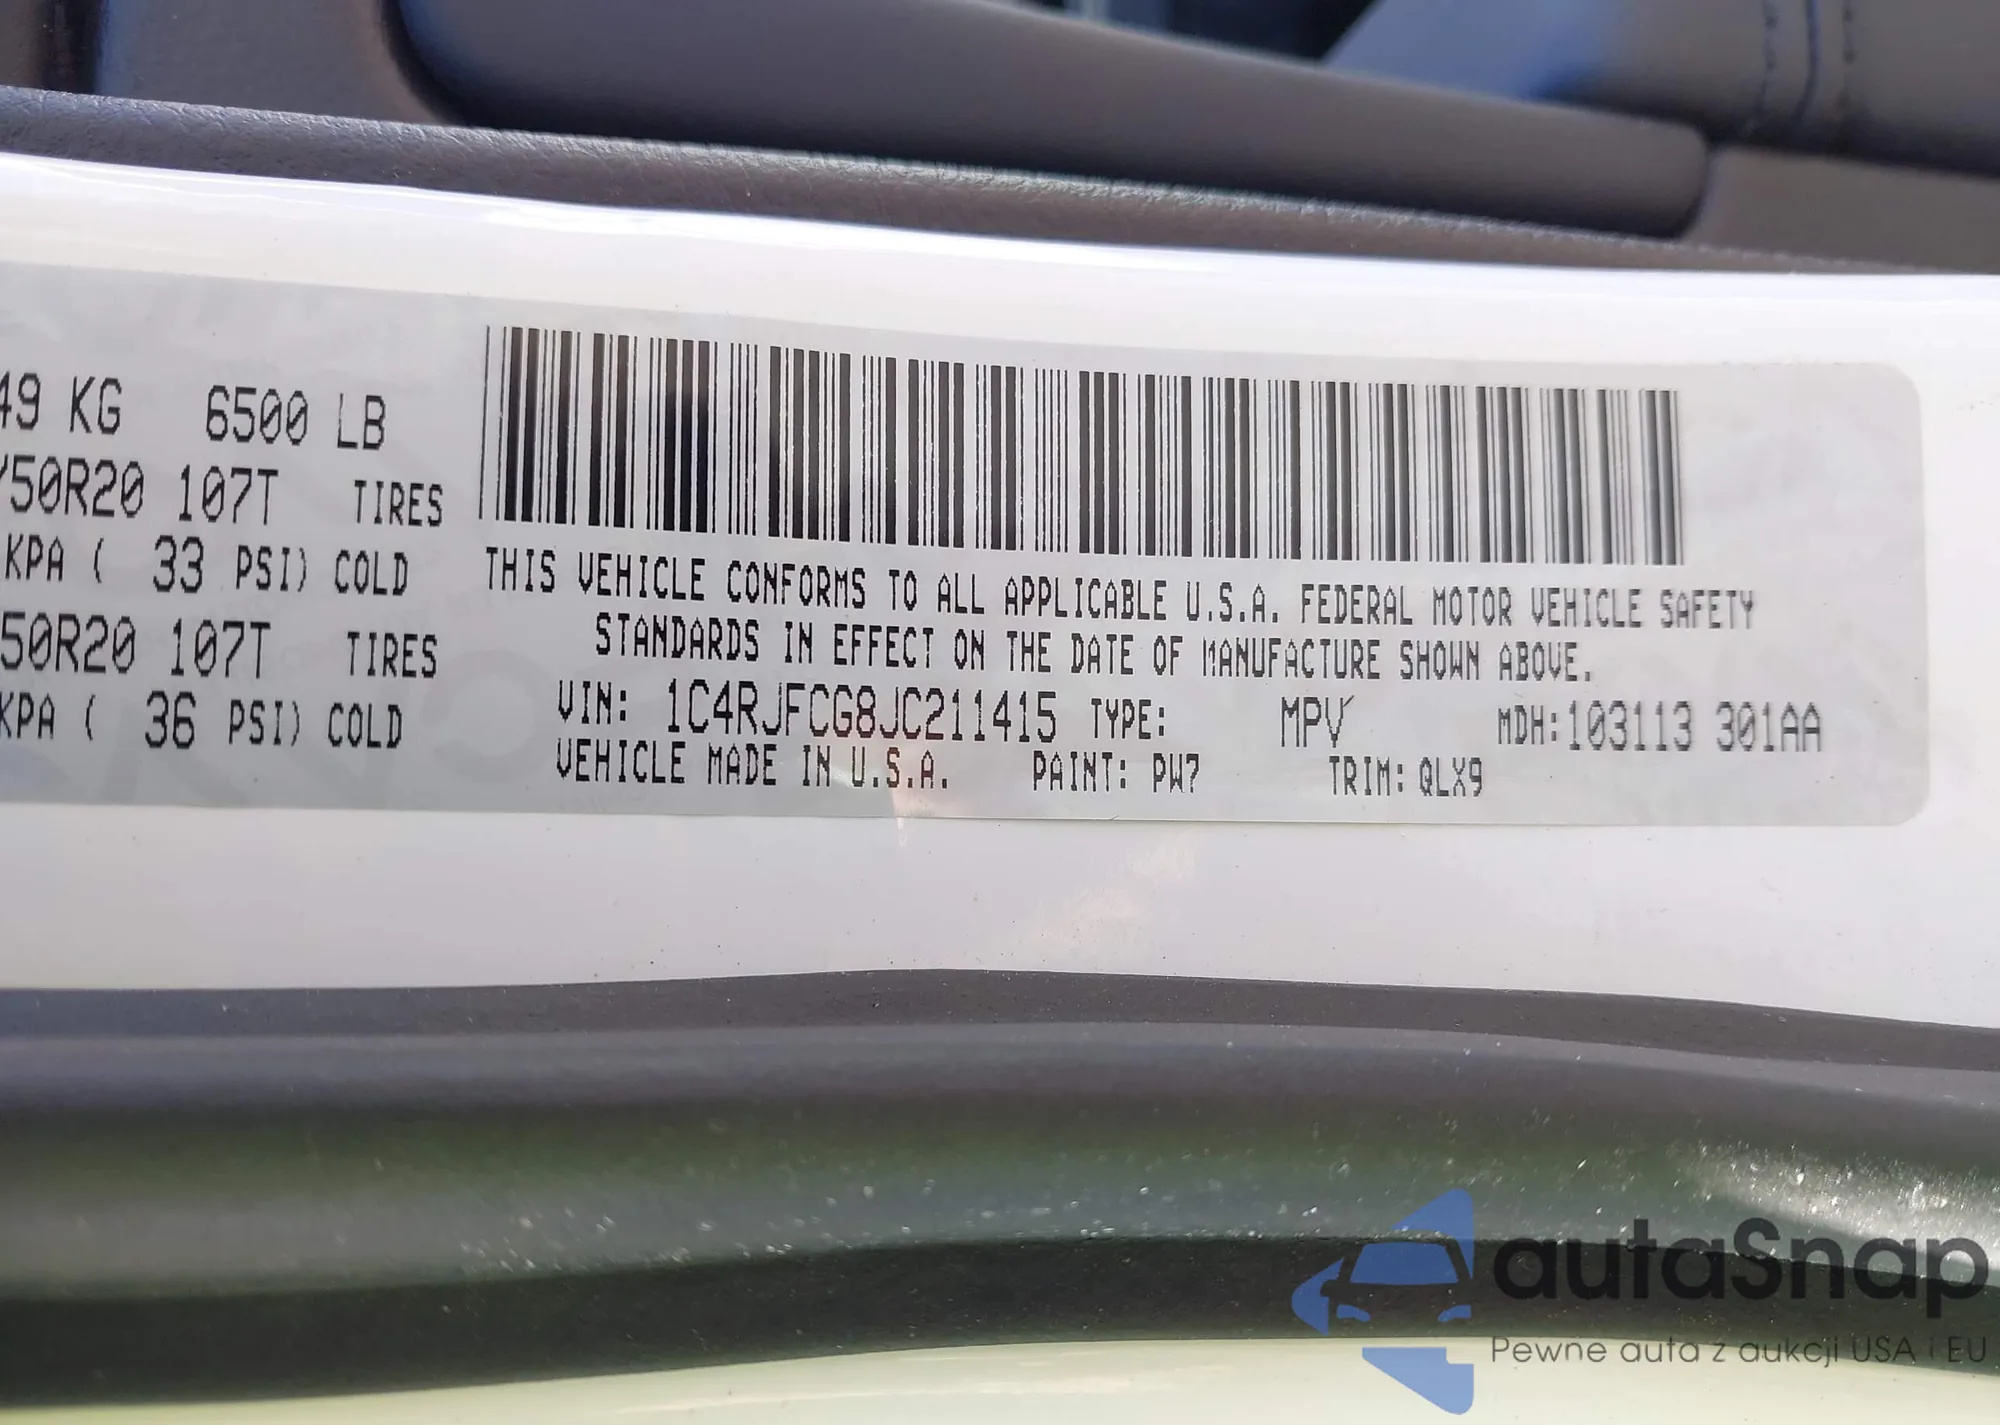 49 KG 6500 LB
/50R20 107T TIRES
KPA ( 33 PSI) COLD
50R20 107T TIRES
KPA ( 36 PSI) COLD
THIS VEHICLE CONFORMS TO ALL APPLICABLE U.S.A. FEDERAL MOTOR VEHICLE SAFETY
STANDARDS IN EFFECT ON THE DATE OF MANUFACTURE SHOWN ABOVE.
VIN: 1C4RJFCG8JC211415 TYPE: MPV MDH:103113 301AA
VEHICLE MADE IN U.S.A. PAINT: PW7 TRIM: QLX9
autaSnap
Pewne auta z aukcji USA i EU